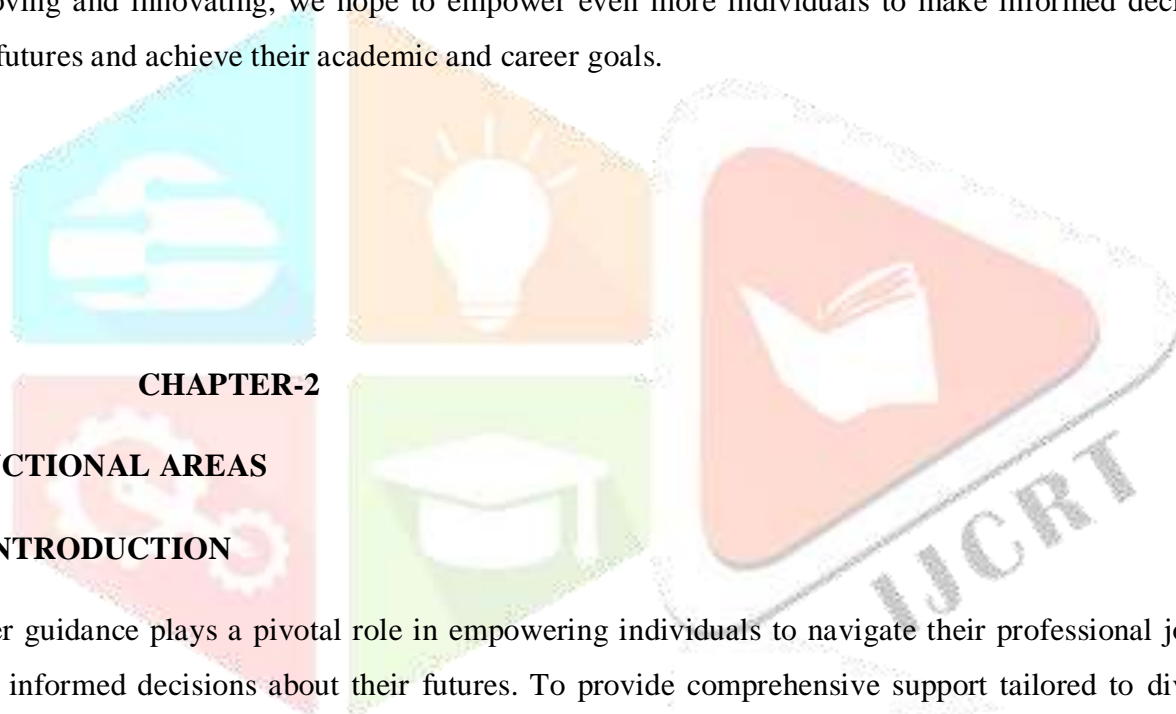 oving and innovating, we hope to empower even more individuals to make informed deci
futures and achieve their academic and career goals.
CHAPTER-2
CTIONAL AREAS
NTRODUCTION
er guidance plays a pivotal role in empowering individuals to navigate their professional jo
informed decisions about their futures. To provide comprehensive support tailored to div
IJCRT